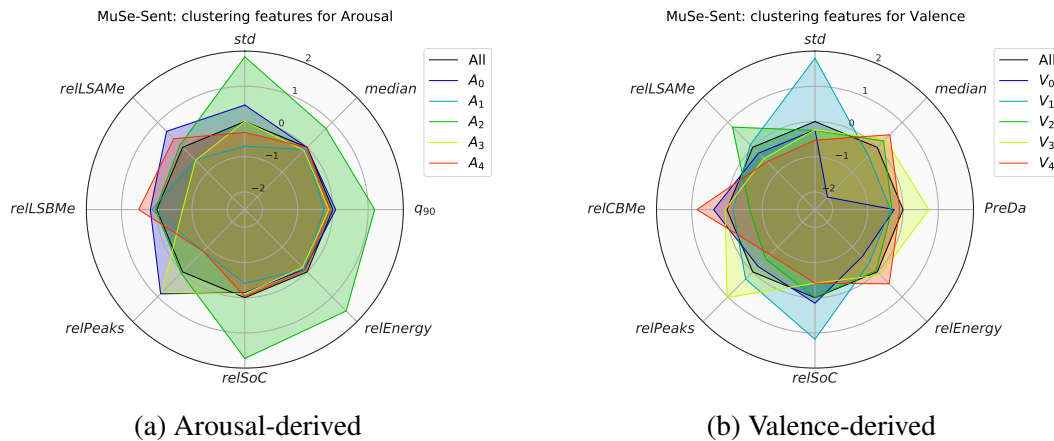 MuSe-Sent: clustering features for Arousal
std
median
q90
relEnergy
relSoC
relPeaks
relLSBMe
relLSAMe
2
1
0
−1
−2
All
A0
A1
A2
A3
A4
(a) Arousal-derived
MuSe-Sent: clustering features for Valence
std
median
PreDa
relEnergy
relSoC
relPeaks
relCBMe
relLSAMe
2
1
0
−1
−2
All
V0
V1
V2
V3
V4
(b) Valence-derived